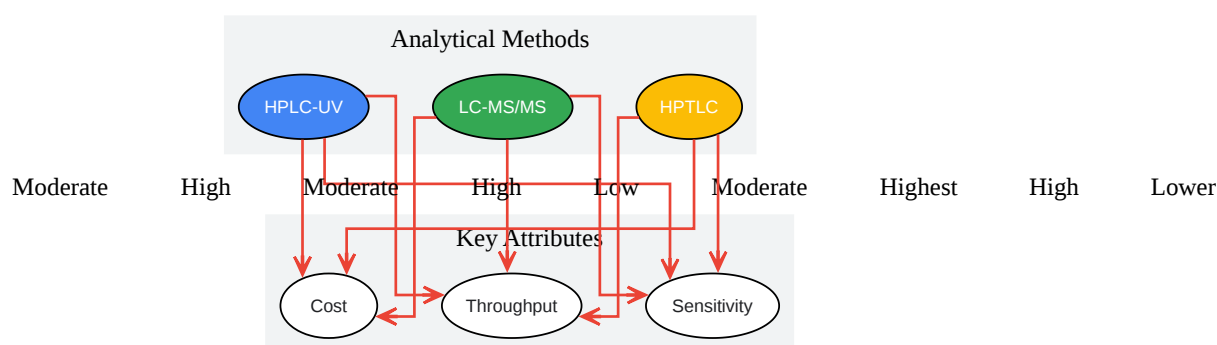 Analytical Methods
HPLC-UV LC-MS/MS HPTLC
Moderate High Moderate High Low Moderate Highest High Lower
Key Attributes
Cost Throughput Sensitivity